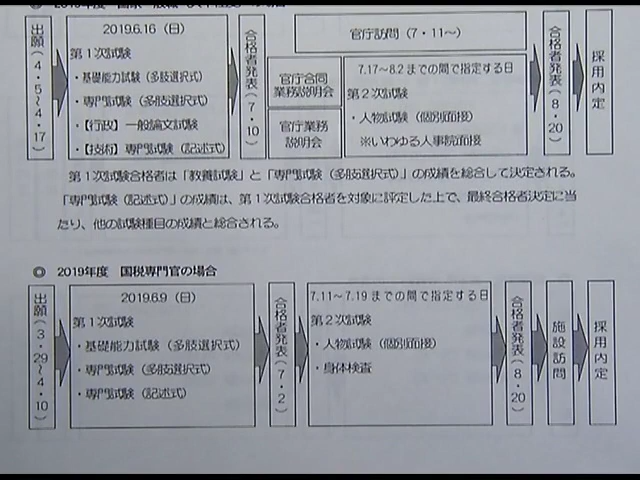 出願（4・5～4・17）
2019.6.16（日）
第1次試験
・基礎能力試験（多肢選択式）
・専門試験（多肢選択式）
・【行政】一般論文試験
・【技術】専門試験（記述式）
合格者発表（7・10）
官庁訪問（7・11～）
官庁合同
業務説明会
官庁業務
説明会
7.17～8.2までの間で指定する日
第2次試験
・人物試験（個別面接）
※いわゆる人事院面接
合格者発表（8・20）
採用内定
第1次試験合格者は「教養試験」と「専門試験（多肢選択式）」の成績を総合して決定される。
「専門試験（記述式）」の成績は、第1次試験合格者を対象に評定した上で、最終合格者決定に当
たり、他の試験種目の成績と総合される。
◎ 2019年度 国税専門官の場合
出願（3・29～4・10）
2019.6.9（日）
第1次試験
・基礎能力試験（多肢選択式）
・専門試験（多肢選択式）
・専門試験（記述式）
合格者発表（7・2）
7.11～7.19までの間で指定する日
第2次試験
・人物試験（個別面接）
・身体検査
合格者発表（8・20）
施設訪問
採用内定